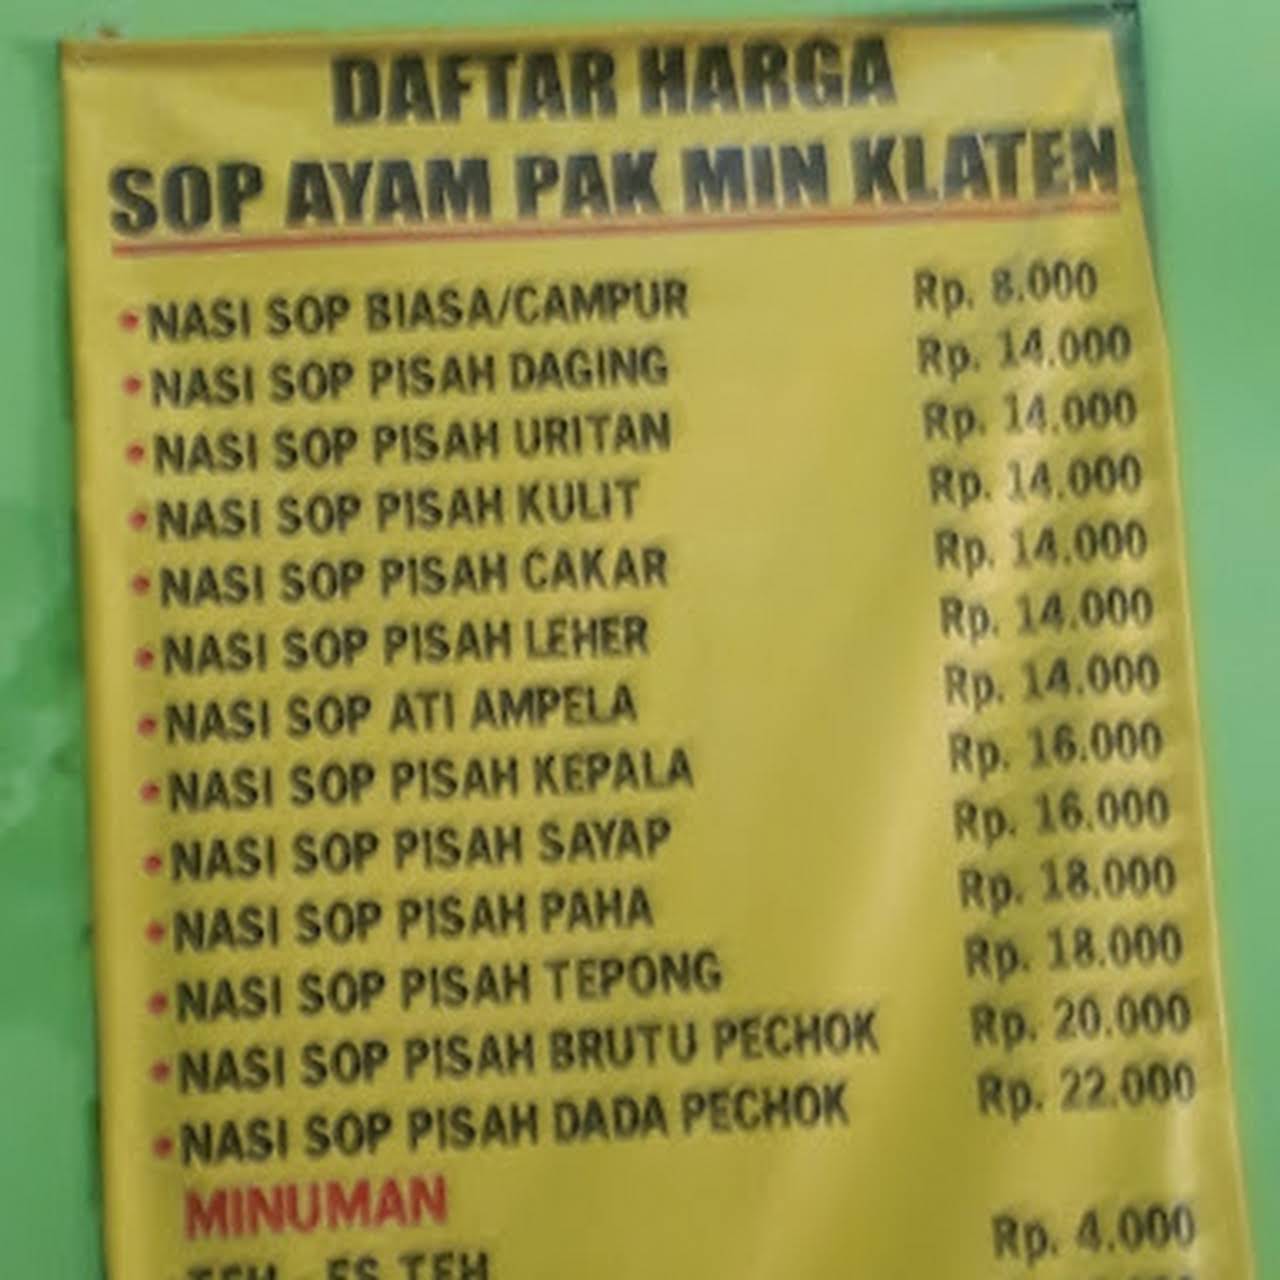 DAFTAR HARGA
SOP AYAM PAK MIN KLATEN
• NASI SOP BIASA/CAMPUR Rp. 8.000
• NASI SOP PISAH DAGING Rp. 14.000
• NASI SOP PISAH URITAN Rp. 14.000
• NASI SOP PISAH KULIT Rp. 14.000
• NASI SOP PISAH CAKAR Rp. 14.000
• NASI SOP PISAH LEHER Rp. 14.000
• NASI SOP ATI AMPELA Rp. 14.000
• NASI SOP PISAH KEPALA Rp. 16.000
• NASI SOP PISAH SAYAP Rp. 16.000
• NASI SOP PISAH PAHA Rp. 18.000
• NASI SOP PISAH TEPONG Rp. 18.000
• NASI SOP PISAH BRUTU PECHOK Rp. 20.000
• NASI SOP PISAH DADA PECHOK Rp. 22.000
MINUMAN
TEH - ES TEH Rp. 4.000